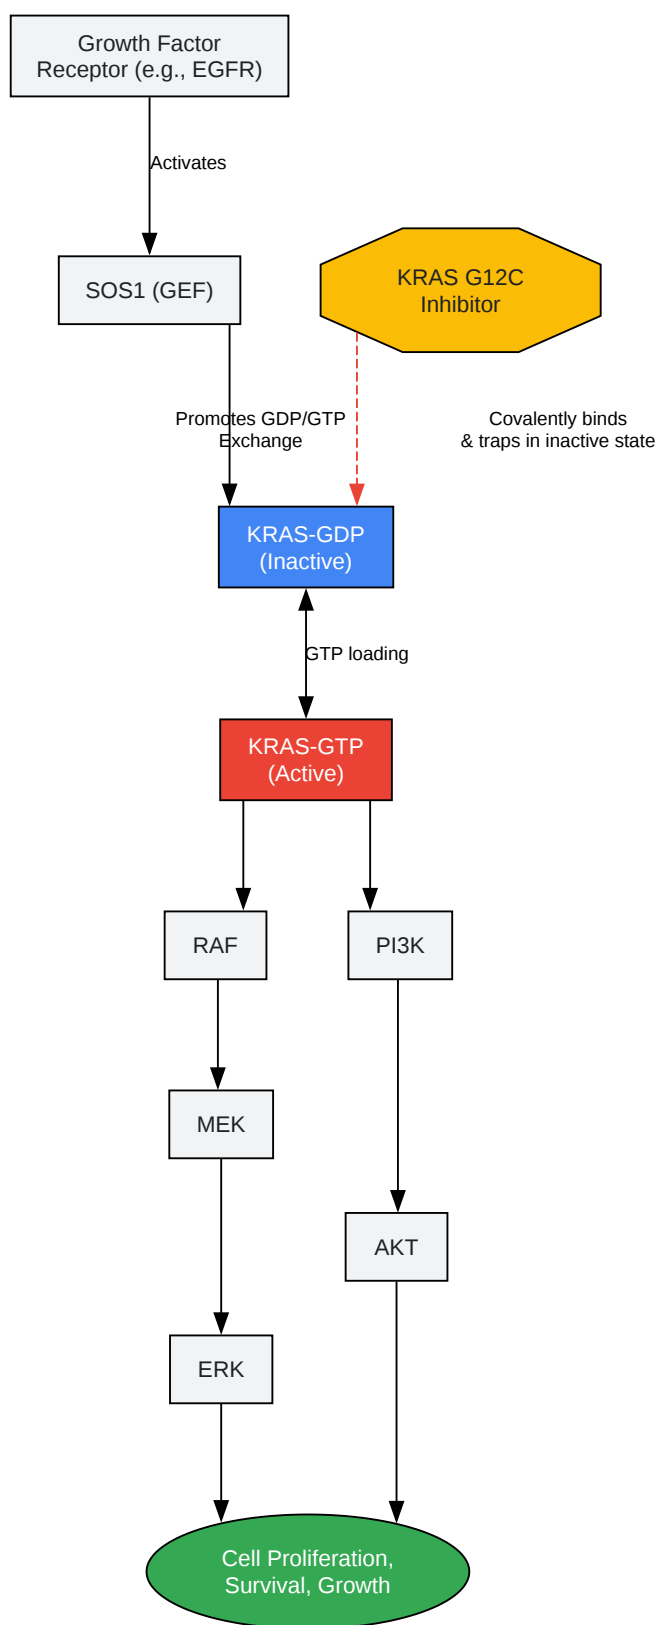 Growth Factor
Receptor (e.g., EGFR)
Activates
SOS1 (GEF)
KRAS G12C
Inhibitor
Promotes GDP/GTP
Exchange
Covalently binds
& traps in inactive state
KRAS-GDP
(Inactive)
GTP loading
KRAS-GTP
(Active)
RAF
PI3K
MEK
AKT
ERK
Cell Proliferation,
Survival, Growth